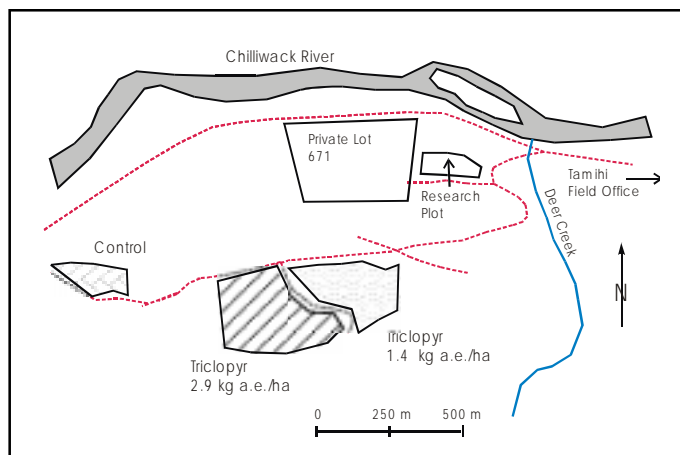 Chilliwack River
Private Lot
671
Tamihi
Field Office
Research
Plot
Deer Creek
Control
N
Triclopyr
1.4 kg a.e./ha
Triclopyr
2.9 kg a.e./ha
0 250 m 500 m